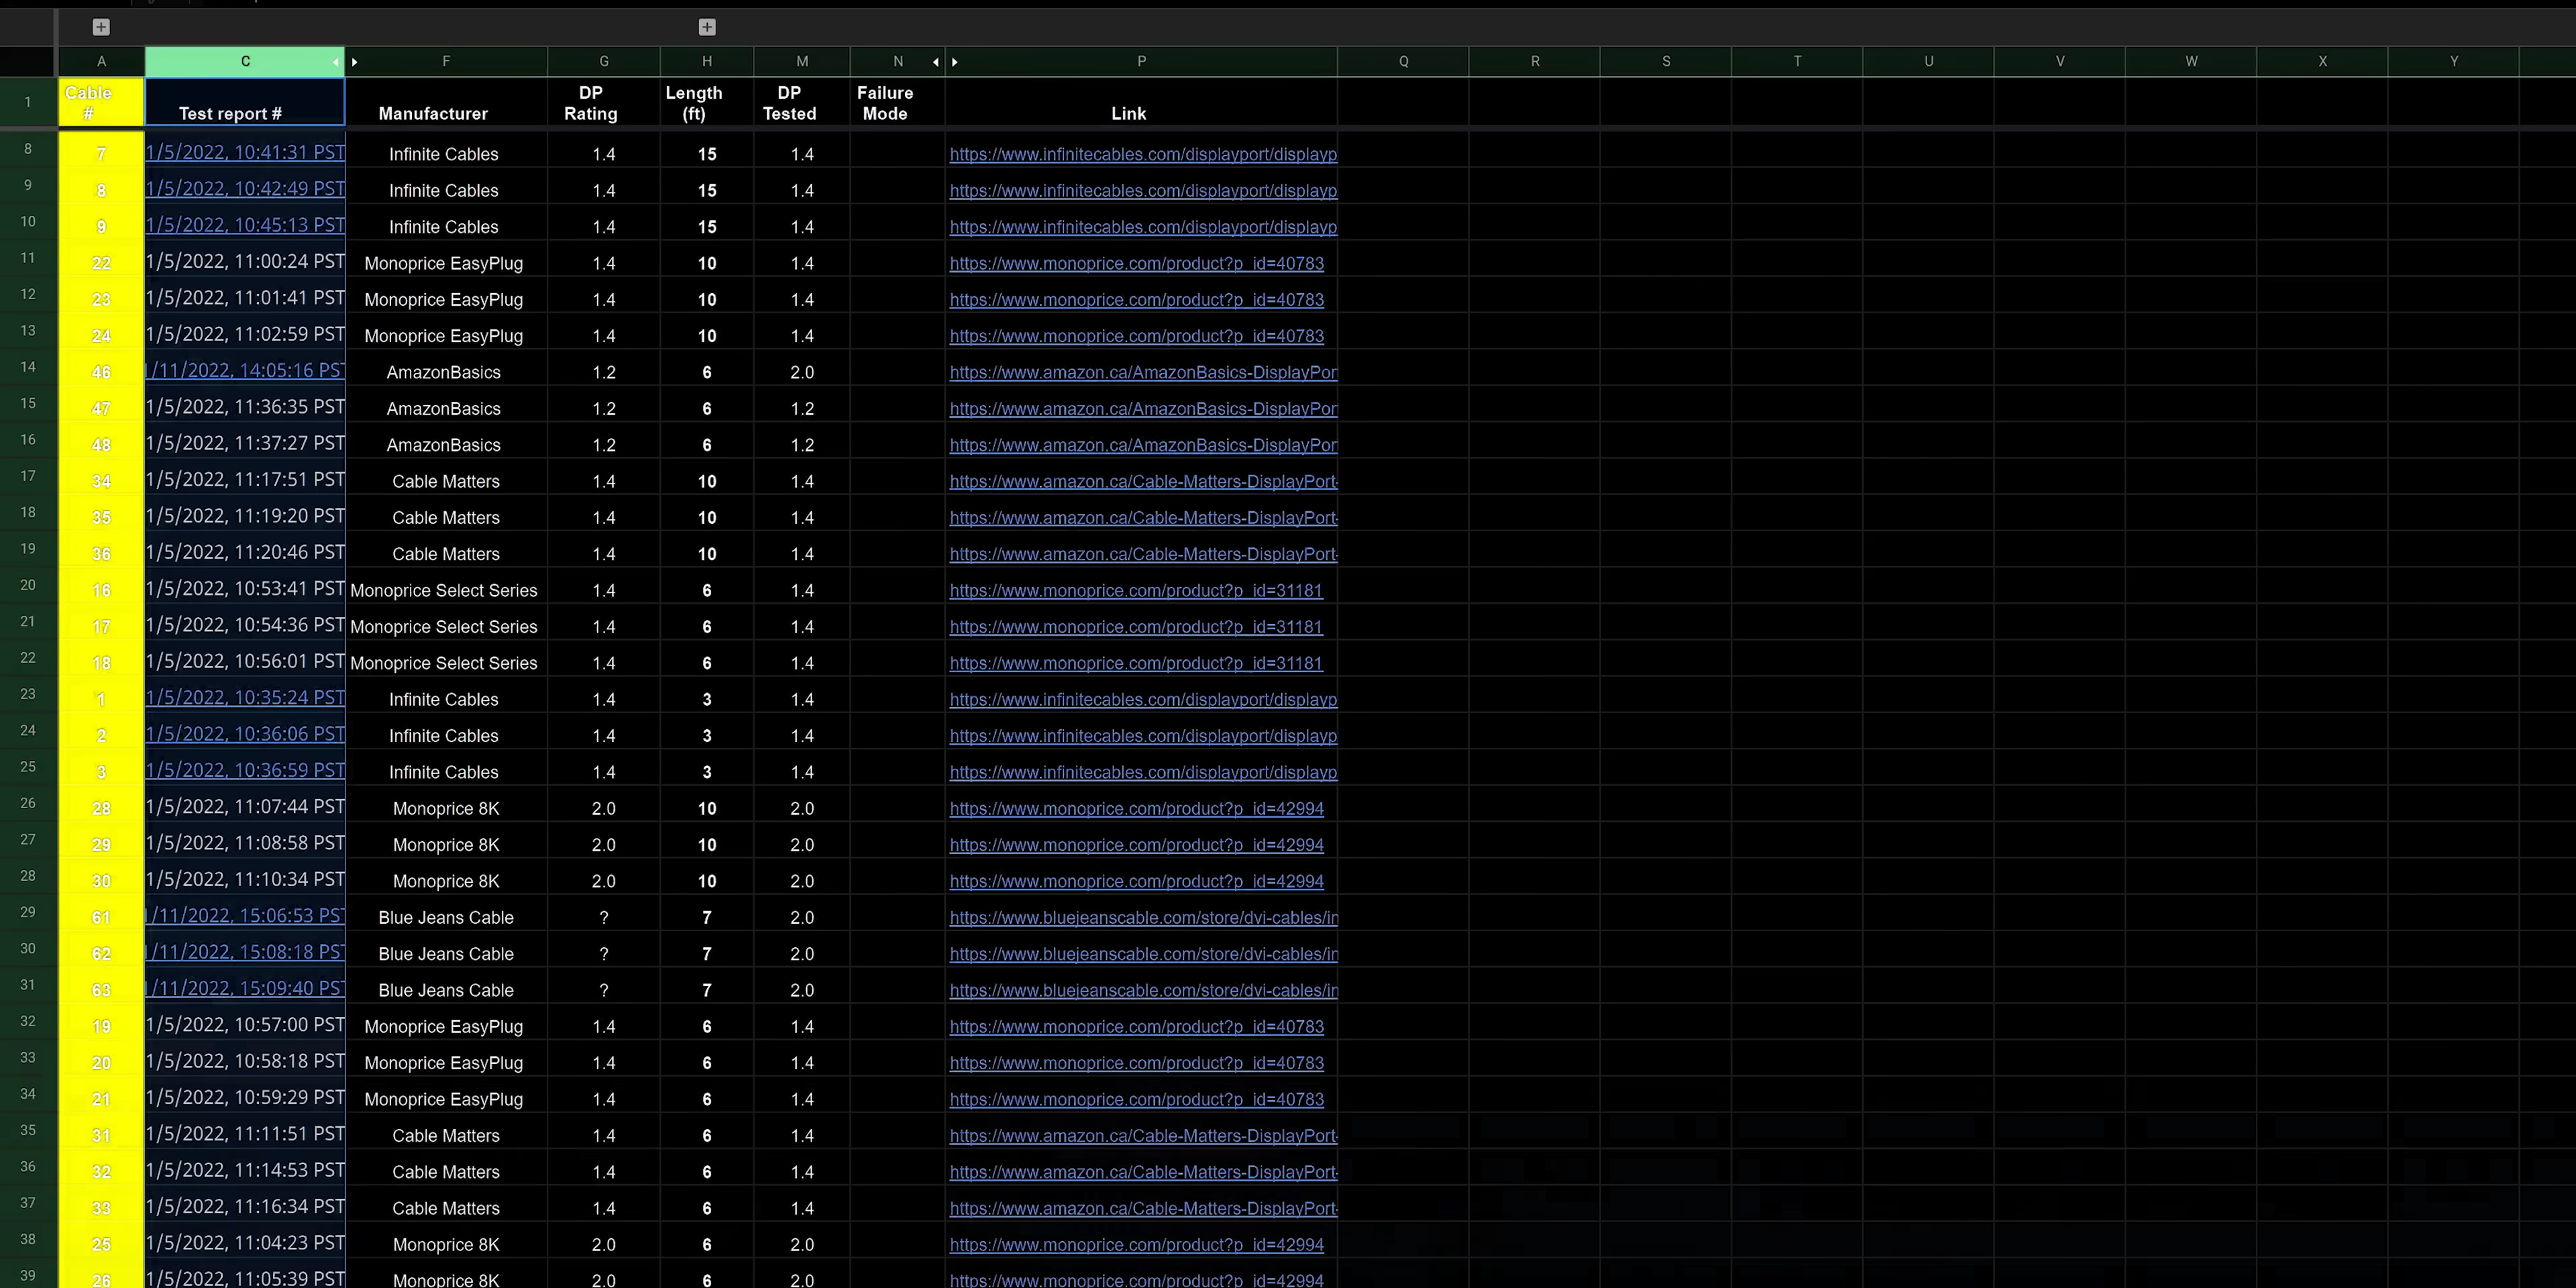 A C F G H M N P Q R S T U V W X Y
1 Cable # Test report # Manufacturer DP Rating Length (ft) DP Tested Failure Mode Link
8 7 1/5/2022, 10:41:31 PST Infinite Cables 1.4 15 1.4 https://www.infinitecables.com/displayport/displayp
9 8 1/5/2022, 10:42:49 PST Infinite Cables 1.4 15 1.4 https://www.infinitecables.com/displayport/displayp
10 9 1/5/2022, 10:45:13 PST Infinite Cables 1.4 15 1.4 https://www.infinitecables.com/displayport/displayp
11 22 1/5/2022, 11:00:24 PST Monoprice EasyPlug 1.4 10 1.4 https://www.monoprice.com/product?p_id=40783
12 23 1/5/2022, 11:01:41 PST Monoprice EasyPlug 1.4 10 1.4 https://www.monoprice.com/product?p_id=40783
13 24 1/5/2022, 11:02:59 PST Monoprice EasyPlug 1.4 10 1.4 https://www.monoprice.com/product?p_id=40783
14 46 /11/2022, 14:05:16 PS AmazonBasics 1.2 6 2.0 https://www.amazon.ca/AmazonBasics-DisplayPor
15 47 1/5/2022, 11:36:35 PST AmazonBasics 1.2 6 1.2 https://www.amazon.ca/AmazonBasics-DisplayPor
16 48 1/5/2022, 11:37:27 PST AmazonBasics 1.2 6 1.2 https://www.amazon.ca/AmazonBasics-DisplayPor
17 34 1/5/2022, 11:17:51 PST Cable Matters 1.4 10 1.4 https://www.amazon.ca/Cable-Matters-DisplayPort-
18 35 1/5/2022, 11:19:20 PST Cable Matters 1.4 10 1.4 https://www.amazon.ca/Cable-Matters-DisplayPort-
19 36 1/5/2022, 11:20:46 PST Cable Matters 1.4 10 1.4 https://www.amazon.ca/Cable-Matters-DisplayPort-
20 16 1/5/2022, 10:53:41 PST Monoprice Select Series 1.4 6 1.4 https://www.monoprice.com/product?p_id=31181
21 17 1/5/2022, 10:54:36 PST Monoprice Select Series 1.4 6 1.4 https://www.monoprice.com/product?p_id=31181
22 18 1/5/2022, 10:56:01 PST Monoprice Select Series 1.4 6 1.4 https://www.monoprice.com/product?p_id=31181
23 1 1/5/2022, 10:35:24 PST Infinite Cables 1.4 3 1.4 https://www.infinitecables.com/displayport/displayp
24 2 1/5/2022, 10:36:06 PST Infinite Cables 1.4 3 1.4 https://www.infinitecables.com/displayport/displayp
25 3 1/5/2022, 10:36:59 PST Infinite Cables 1.4 3 1.4 https://www.infinitecables.com/displayport/displayp
26 28 1/5/2022, 11:07:44 PST Monoprice 8K 2.0 10 2.0 https://www.monoprice.com/product?p_id=42994
27 29 1/5/2022, 11:08:58 PST Monoprice 8K 2.0 10 2.0 https://www.monoprice.com/product?p_id=42994
28 30 1/5/2022, 11:10:34 PST Monoprice 8K 2.0 10 2.0 https://www.monoprice.com/product?p_id=42994
29 61 /11/2022, 15:06:53 PS Blue Jeans Cable ? 7 2.0 https://www.bluejeanscable.com/store/dvi-cables/in
30 62 /11/2022, 15:08:18 PS Blue Jeans Cable ? 7 2.0 https://www.bluejeanscable.com/store/dvi-cables/in
31 63 /11/2022, 15:09:40 PS Blue Jeans Cable ? 7 2.0 https://www.bluejeanscable.com/store/dvi-cables/in
32 19 1/5/2022, 10:57:00 PST Monoprice EasyPlug 1.4 6 1.4 https://www.monoprice.com/product?p_id=40783
33 20 1/5/2022, 10:58:18 PST Monoprice EasyPlug 1.4 6 1.4 https://www.monoprice.com/product?p_id=40783
34 21 1/5/2022, 10:59:29 PST Monoprice EasyPlug 1.4 6 1.4 https://www.monoprice.com/product?p_id=40783
35 31 1/5/2022, 11:11:51 PST Cable Matters 1.4 6 1.4 https://www.amazon.ca/Cable-Matters-DisplayPort-
36 32 1/5/2022, 11:14:53 PST Cable Matters 1.4 6 1.4 https://www.amazon.ca/Cable-Matters-DisplayPort-
37 33 1/5/2022, 11:16:34 PST Cable Matters 1.4 6 1.4 https://www.amazon.ca/Cable-Matters-DisplayPort-
38 25 1/5/2022, 11:04:23 PST Monoprice 8K 2.0 6 2.0 https://www.monoprice.com/product?p_id=42994
39 26 1/5/2022, 11:05:39 PST Monoprice 8K 2.0 6 2.0 https://www.monoprice.com/product?p_id=42994